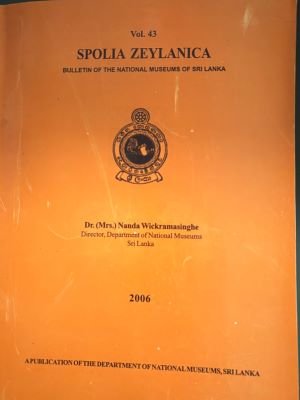 Vol. 43
SPOLIA ZEYLANICA
BULLETIN OF THE NATIONAL MUSEUMS OF SRI LANKA
Dr. (Mrs.) Nanda Wickramasinghe
Director, Department of National Museums
Sri Lanka
2006
A PUBLICATION OF THE DEPARTMENT OF NATIONAL MUSEUMS, SRI LANKA